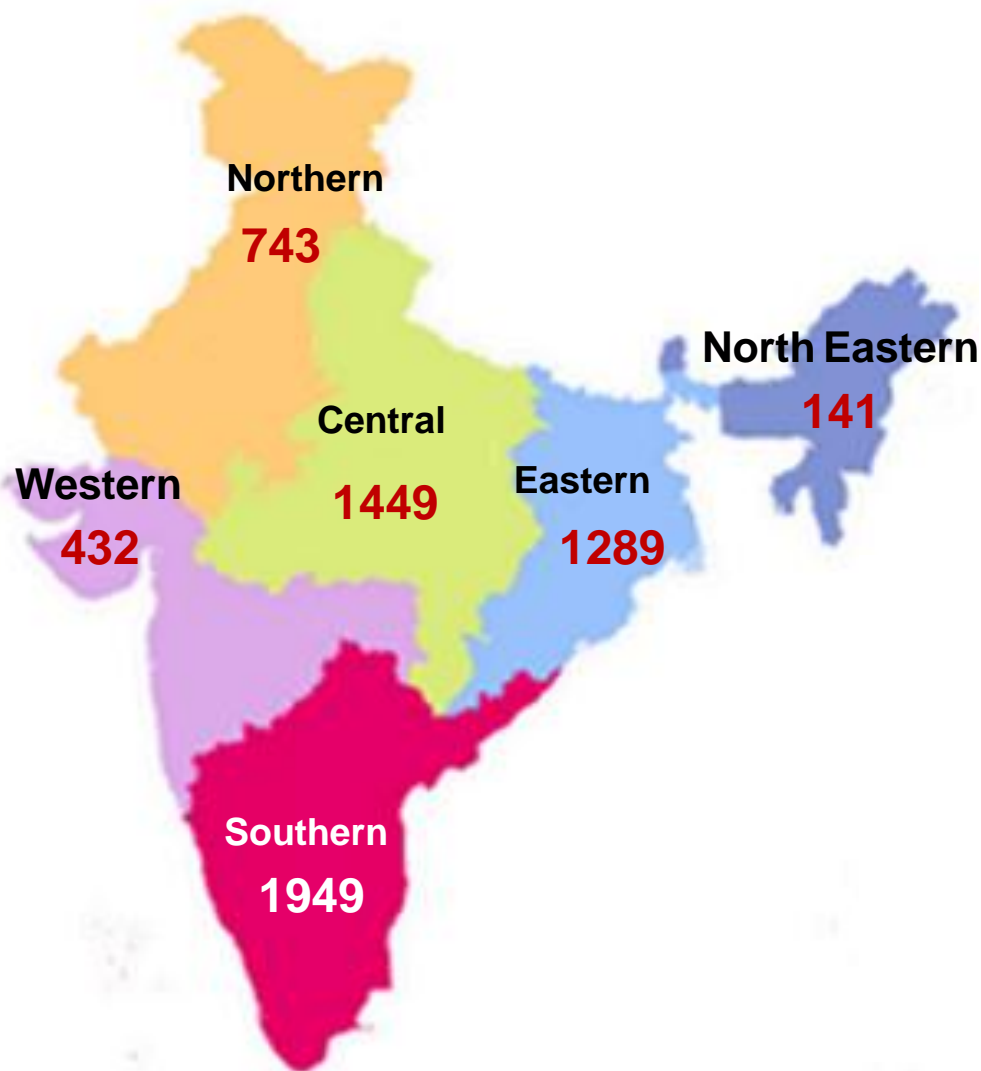 Northern
743
North Eastern
141
Central
1449
Western
432
Eastern
1289
Southern
1949